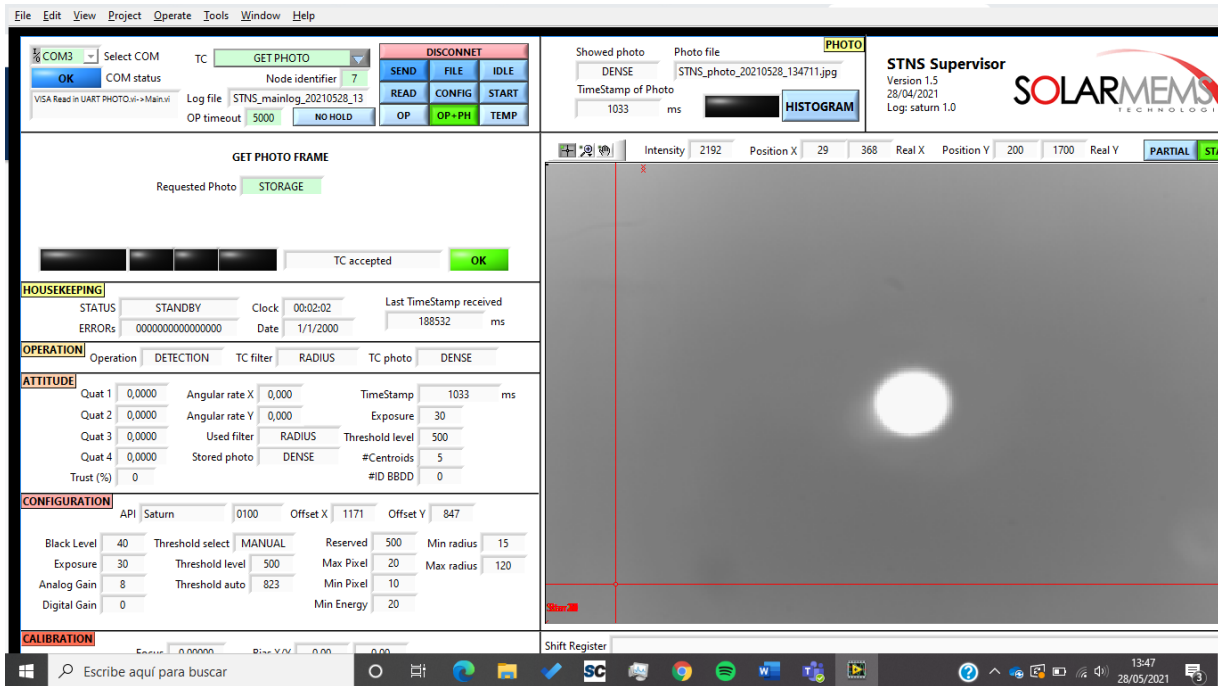 File Edit View Project Operate Tools Window Help
COM3 Select COM
OK COM status
VISA Read in UART PHOTO.vi->Main.vi
TC GET PHOTO
Node identifier 7
Log file STNS_mainlog_20210528_13
OP timeout 5000 NO HOLD
DISCONNET
SEND FILE IDLE
READ CONFIG START
OP OP+PH TEMP
PHOTO
Showed photo Photo file
DENSE STNS_photo_20210528_134711.jpg
TimeStamp of Photo
1033 ms HISTOGRAM
STNS Supervisor
Version 1.5
28/04/2021
Log: saturn 1.0
SOLARMEMS
TECHNOLOGI
GET PHOTO FRAME
Requested Photo STORAGE
TC accepted OK
Intensity 2192 Position X 29 368 Real X Position Y 200 1700 Real Y PARTIAL STA
HOUSEKEEPING
STATUS STANDBY Clock 00:02:02 Last TimeStamp received
ERRORs 0000000000000000 Date 1/1/2000 188532 ms
OPERATION
Operation DETECTION TC filter RADIUS TC photo DENSE
ATTITUDE
Quat 1 0,0000 Angular rate X 0,000 TimeStamp 1033 ms
Quat 2 0,0000 Angular rate Y 0,000 Exposure 30
Quat 3 0,0000 Used filter RADIUS Threshold level 500
Quat 4 0,0000 Stored photo DENSE #Centroids 5
Trust (%) 0 #ID BBDD 0
CONFIGURATION
API Saturn 0100 Offset X 1171 Offset Y 847
Black Level 40 Threshold select MANUAL Reserved 500 Min radius 15
Exposure 30 Threshold level 500 Max Pixel 20 Max radius 120
Analog Gain 8 Threshold auto 823 Min Pixel 10
Digital Gain 0 Min Energy 20
CALIBRATION
Focus 0,00000 Bias X/Y 0,00 0,00
Shift Register
Escribe aquí para buscar
13:47
28/05/2021
3